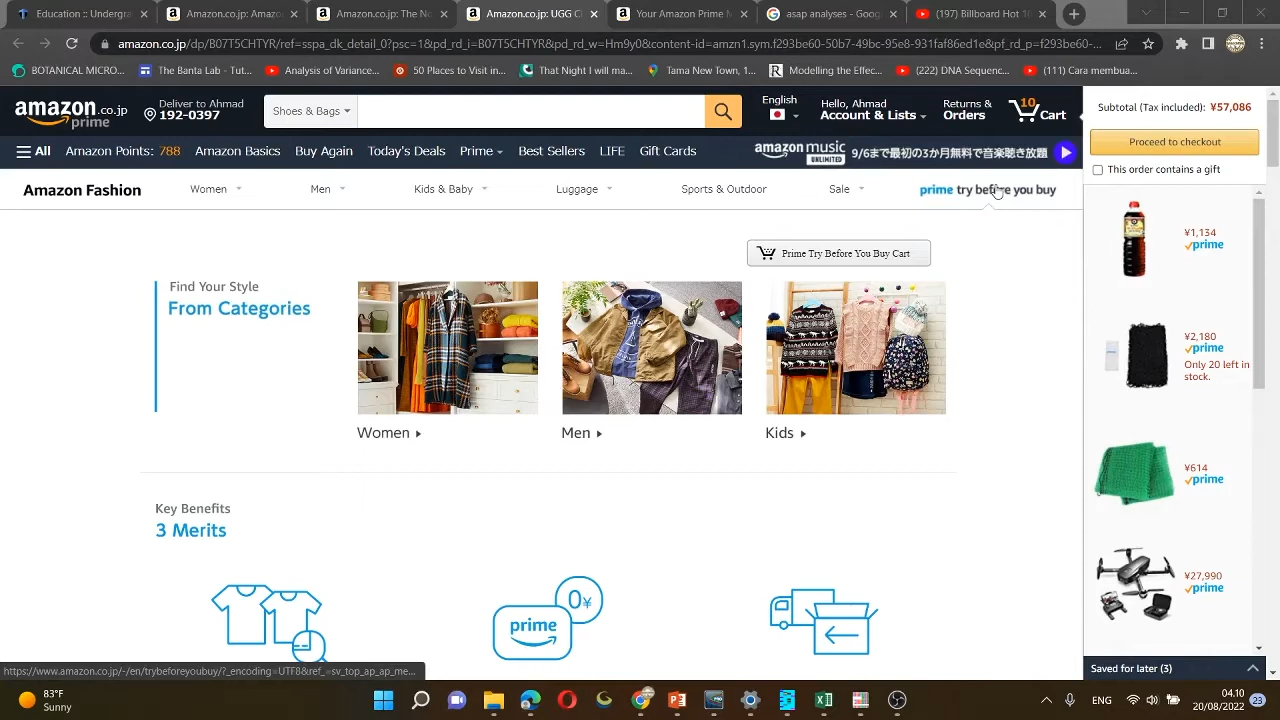 Education :: Undergra
Amazon.co.jp: Amazo
Amazon.co.jp: The No
Amazon.co.jp: UGG C
Your Amazon Prime M
asap analyses - Goog
(197) Billboard Hot 1
amazon.co.jp/dp/B07T5CHTYR/ref=sspa_dk_detail_0?psc=1&pd_rd_i=B07T5CHTYR&pd_rd_w=Hm9y0&content-id=amzn1.sym.f293be60-50b7-49bc-95e8-931faf86ed1e&pf_rd_p=f293be60-...
BOTANICAL MICRO...
The Banta Lab - Tut...
Analysis of Variance...
50 Places to Visit in...
That Night I will ma...
Tama New Town, 1...
Modelling the Effec...
(222) DNA Sequenc...
(111) Cara membua...
amazon.co.jp
prime
Deliver to Ahmad
192-0397
Shoes & Bags
English
Hello, Ahmad
Account & Lists
Returns &
Orders
10
Cart
All
Amazon Points: 788
Amazon Basics
Buy Again
Today's Deals
Prime
Best Sellers
LIFE
Gift Cards
amazon music
UNLIMITED
9/6まで最初の3か月無料で音楽聴き放題
Amazon Fashion
Women
Men
Kids & Baby
Luggage
Sports & Outdoor
Sale
prime try before you buy
Prime Try Before You Buy Cart
Find Your Style
From Categories
Women
Men
Kids
Key Benefits
3 Merits
prime
0¥
Subtotal (Tax included): ¥57,086
Proceed to checkout
This order contains a gift
¥1,134
prime
¥2,180
prime
Only 20 left in
stock.
¥614
prime
¥27,990
prime
Saved for later (3)
https://www.amazon.co.jp/-/en/trybeforeyoubuy/?_encoding=UTF8&ref_=sv_top_ap_ap_me...
83°F
Sunny
ENG
04.10
20/08/2022
23